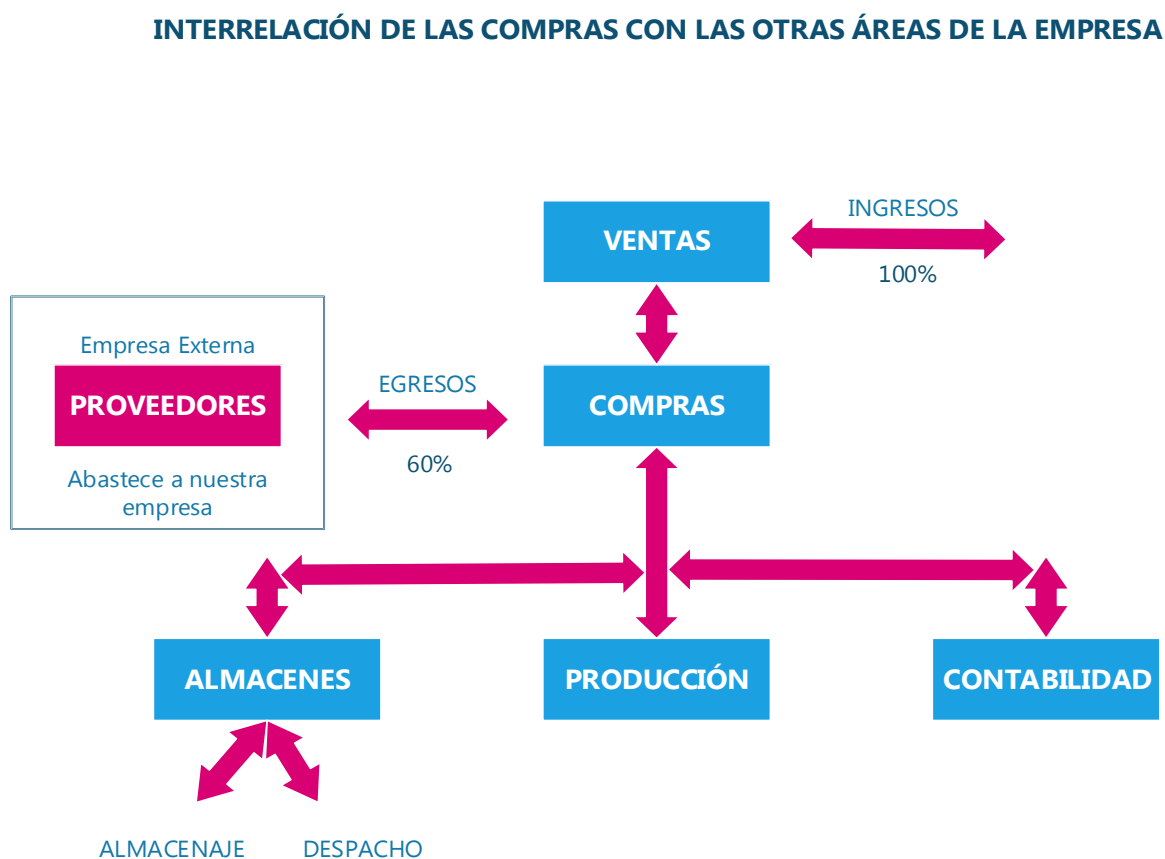 INTERRELACIÓN DE LAS COMPRAS CON LAS OTRAS ÁREAS DE LA EMPRESA
INGRESOS
VENTAS
100%
Empresa Externa
PROVEEDORES
Abastece a nuestra
empresa
EGRESOS
60%
COMPRAS
ALMACENES
PRODUCCIÓN
CONTABILIDAD
ALMACENAJE
DESPACHO